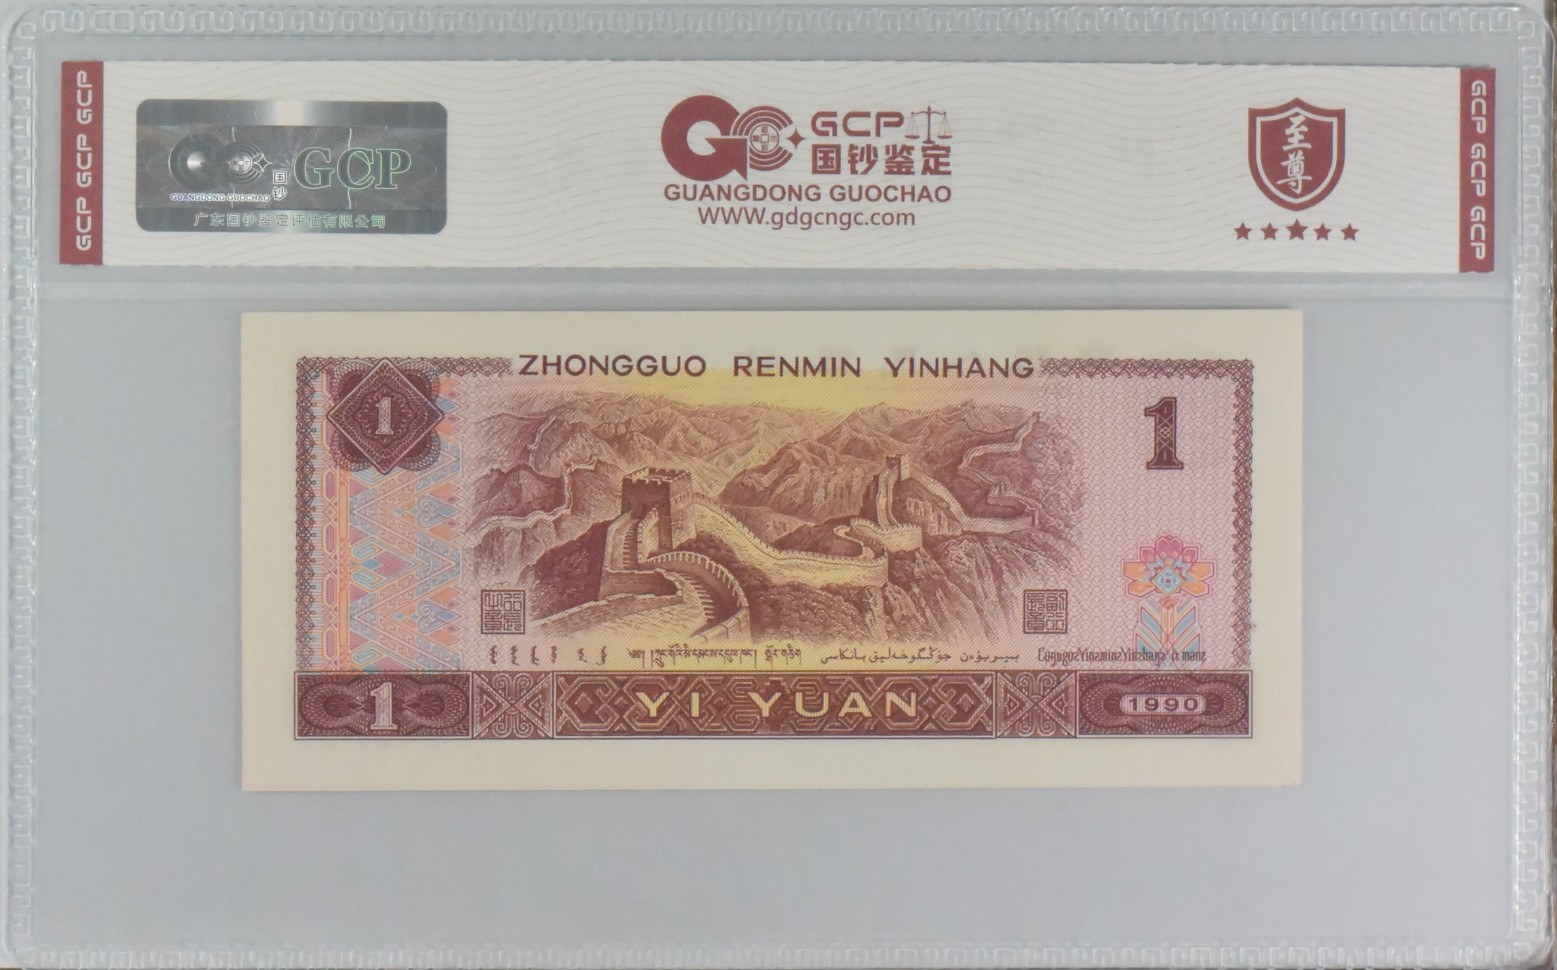 GCP GCP GCP
GCP
国钞
GUANGDONG GUOCHAO
广东国钞鉴定评估有限公司
GCP
国钞鉴定
GUANGDONG GUOCHAO
WWW.gdgcngc.com
至尊
GCP GCP GCP
ZHONGGUO RENMIN YINHANG
1
1
1
YI YUAN
1990